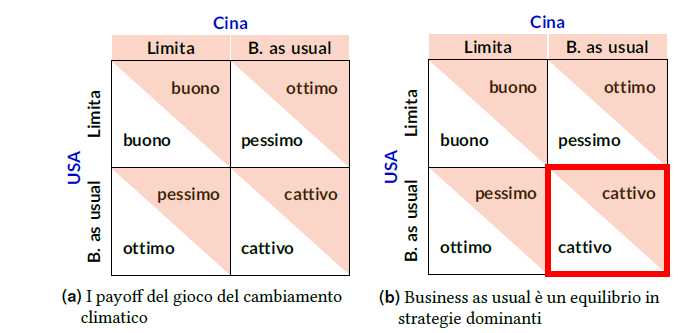 Cina
Limita B. as usual
USA
Limita
buono ottimo
buono pessimo
B. as usual
pessimo cattivo
ottimo cattivo
(a) I payoff del gioco del cambiamento
climatico
Cina
Limita B. as usual
USA
Limita
buono ottimo
buono pessimo
B. as usual
pessimo cattivo
ottimo cattivo
(b) Business as usual è un equilibrio in
strategie dominanti